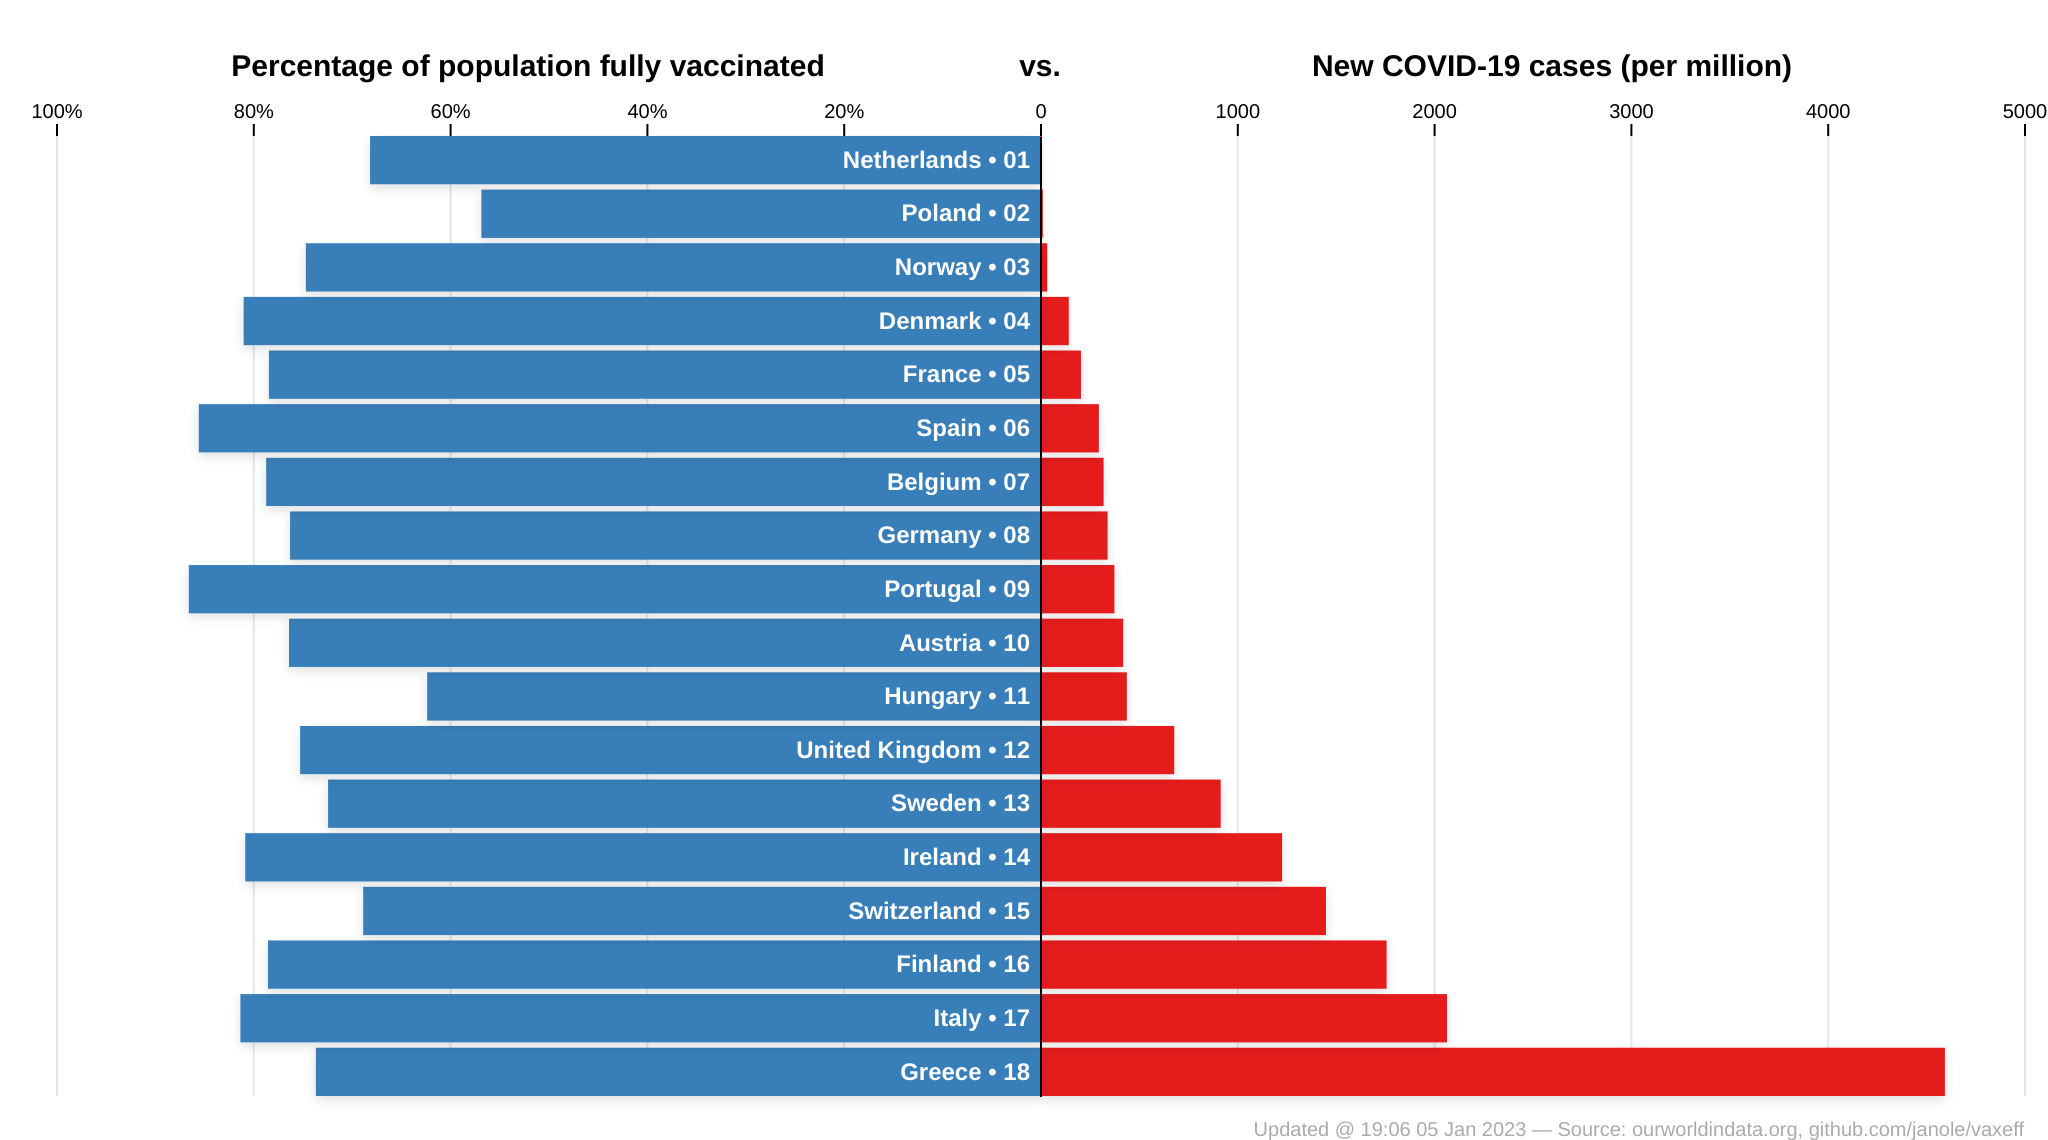 Percentage of population fully vaccinated vs. New COVID-19 cases (per million)
100% 80% 60% 40% 20% 0 1000 2000 3000 4000 5000
Netherlands • 01
Poland • 02
Norway • 03
Denmark • 04
France • 05
Spain • 06
Belgium • 07
Germany • 08
Portugal • 09
Austria • 10
Hungary • 11
United Kingdom • 12
Sweden • 13
Ireland • 14
Switzerland • 15
Finland • 16
Italy • 17
Greece • 18
Updated @ 19:06 05 Jan 2023 — Source: ourworldindata.org, github.com/janole/vaxeff